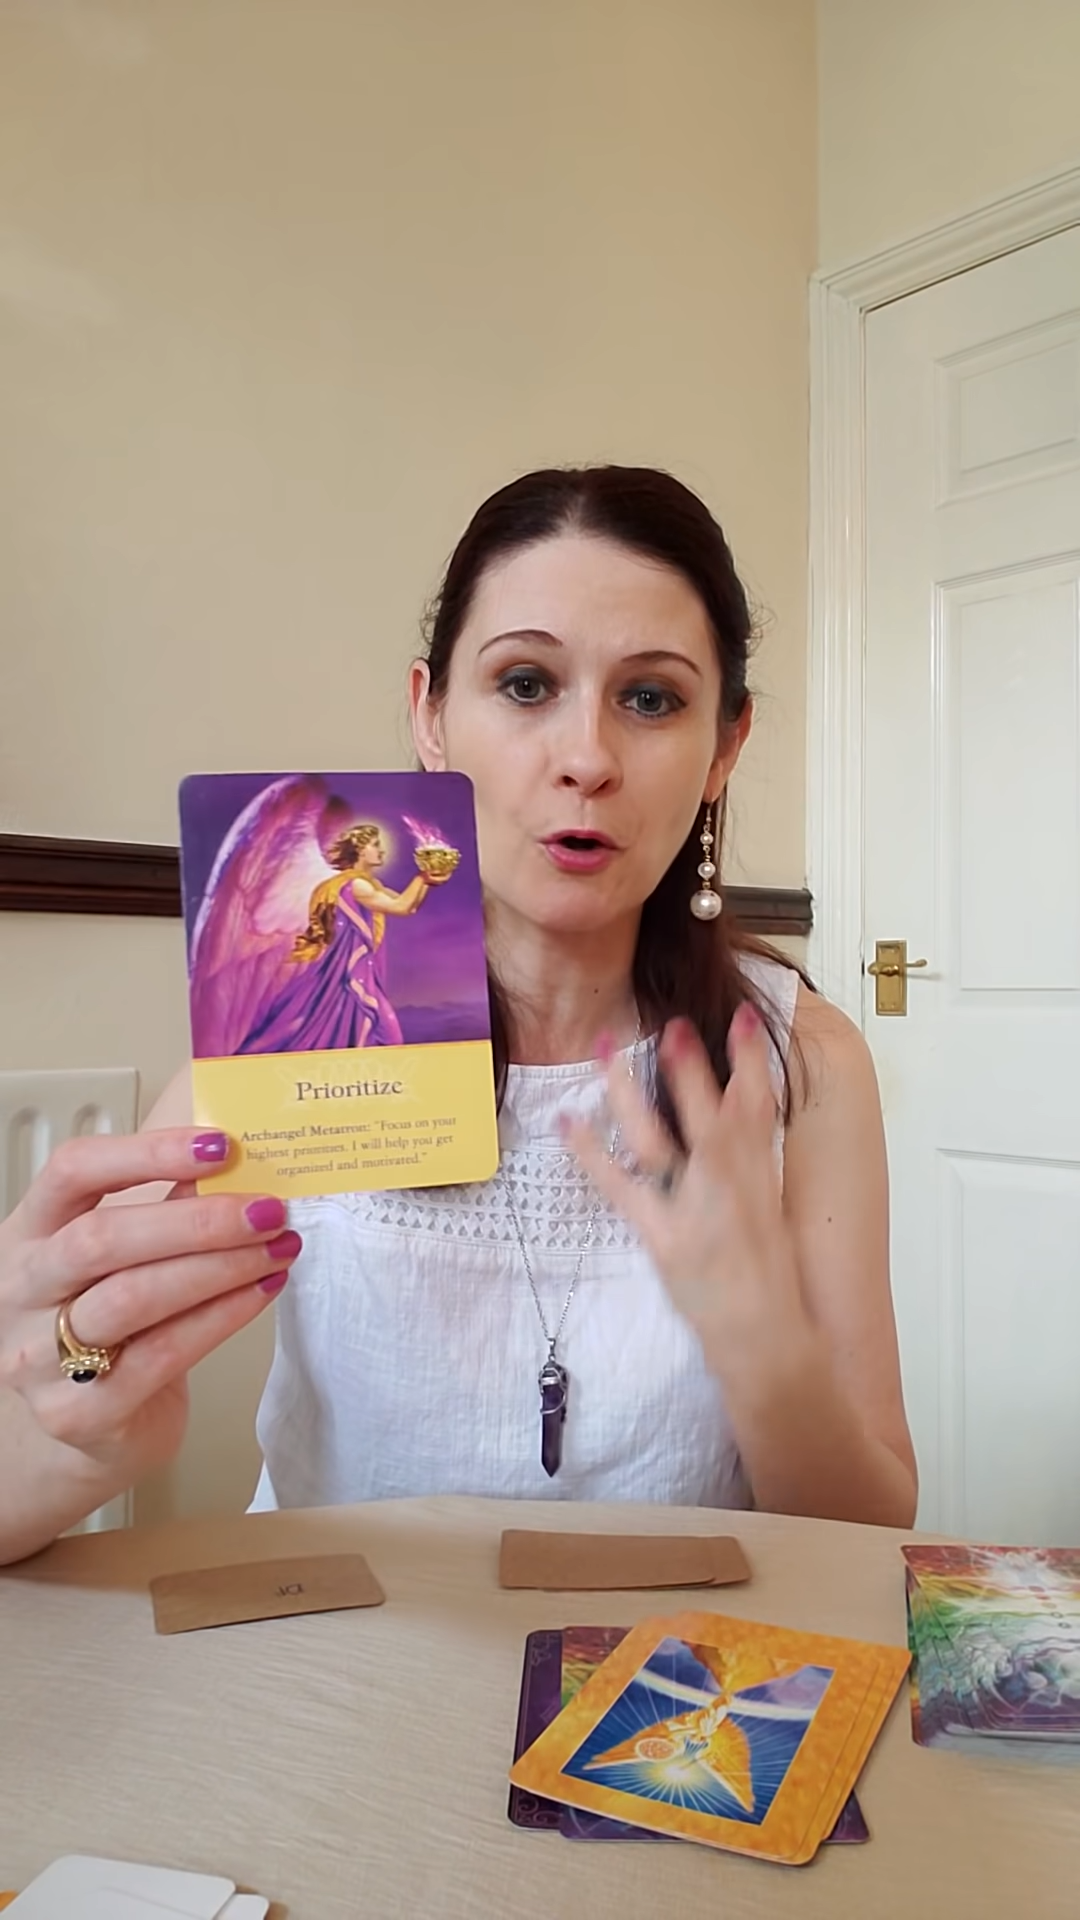 Prioritize
Archangel Metatron: "Focus on your
highest priorities. I will help you get
organized and motivated."